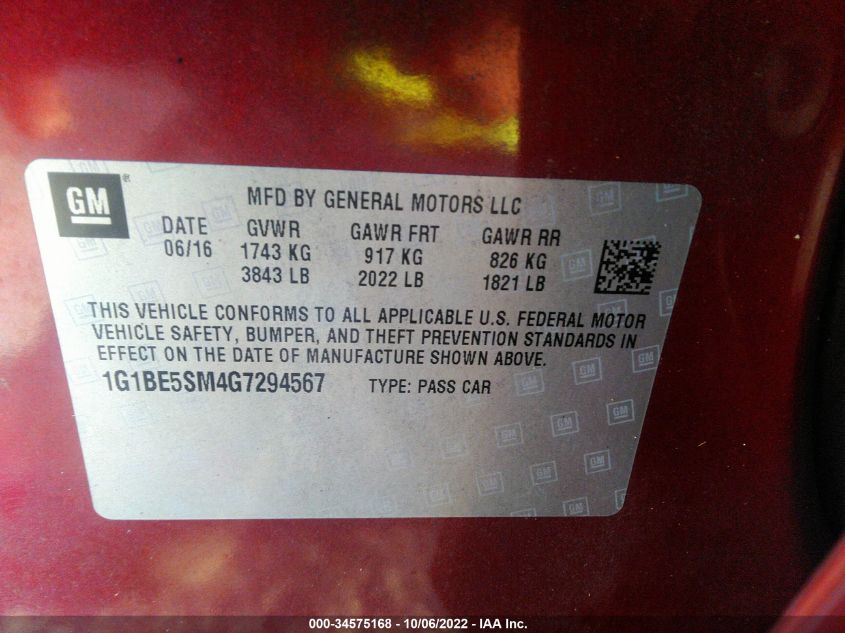 GM®
MFD BY GENERAL MOTORS LLC
DATE GVWR GAWR FRT GAWR RR
06/16 1743 KG 917 KG 826 KG
3843 LB 2022 LB 1821 LB
THIS VEHICLE CONFORMS TO ALL APPLICABLE U.S. FEDERAL MOTOR
VEHICLE SAFETY, BUMPER, AND THEFT PREVENTION STANDARDS IN
EFFECT ON THE DATE OF MANUFACTURE SHOWN ABOVE.
1G1BE5SM4G7294567 TYPE: PASS CAR
000-34575168 - 10/06/2022 - IAA Inc.